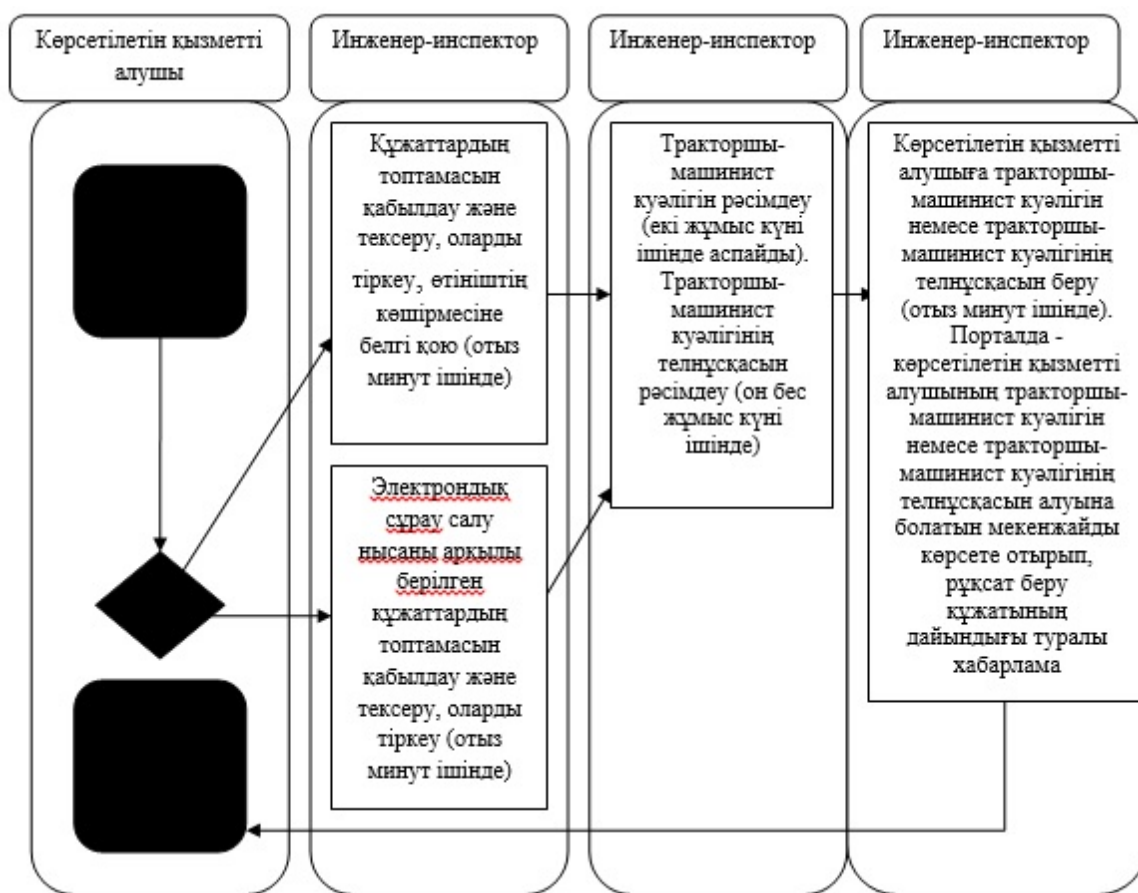 Көрсетілетін қызметті
алушы
Инженер-инспектор
Инженер-инспектор
Инженер-инспектор
Құжаттардың
топтамасын
қабылдау және
тексеру, оларды
тіркеу, өтініштің
көшірмесіне
белгі қою (отыз
минут ішінде)
Электрондық
сұрау салу
нысаны арқылы
берілген
құжаттардың
топтамасын
қабылдау және
тексеру, оларды
тіркеу (отыз
минут ішінде)
Тракторшы-
машинист
куәлігін рәсімдеу
(екі жұмыс күні
ішінде аспайды).
Тракторшы-
машинист
куәлігінің
телнұсқасын
рәсімдеу (он бес
жұмыс күні
ішінде)
Көрсетілетін қызметті
алушыға тракторшы-
машинист куәлігін
немесе тракторшы-
машинист куәлігінің
телнұсқасын беру
(отыз минут ішінде).
Порталда -
көрсетілетін қызметті
алушының тракторшы-
машинист куәлігін
немесе тракторшы-
машинист куәлігінің
телнұсқасын алуына
болатын мекенжайды
көрсете отырып,
рұқсат беру
құжатының
дайындығы туралы
хабарлама